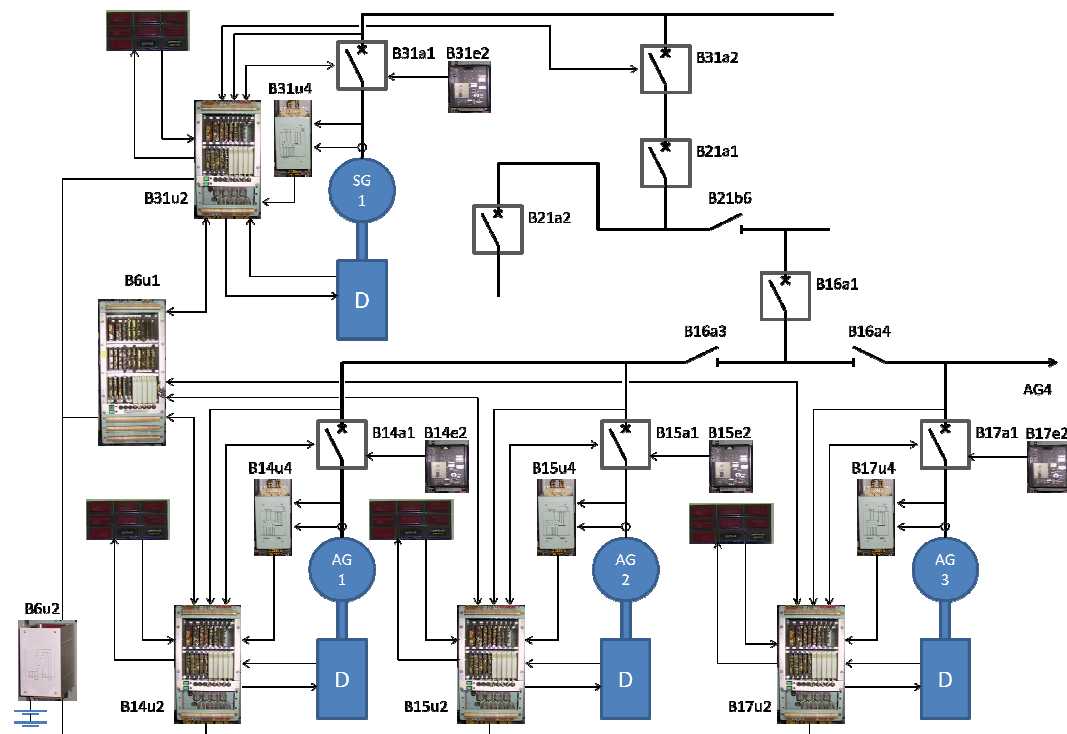 B31a1
B31e2
B31a2
B31u4
B21a1
SG
1
B31u2
B21b6
B21a2
B6u1
D
B16a1
B16a3
B16a4
AG4
B14a1
B14e2
B15a1
B15e2
B17a1
B17e2
B14u4
B15u4
B17u4
AG
1
AG
2
AG
3
B6u2
D
D
D
B14u2
B15u2
B17u2